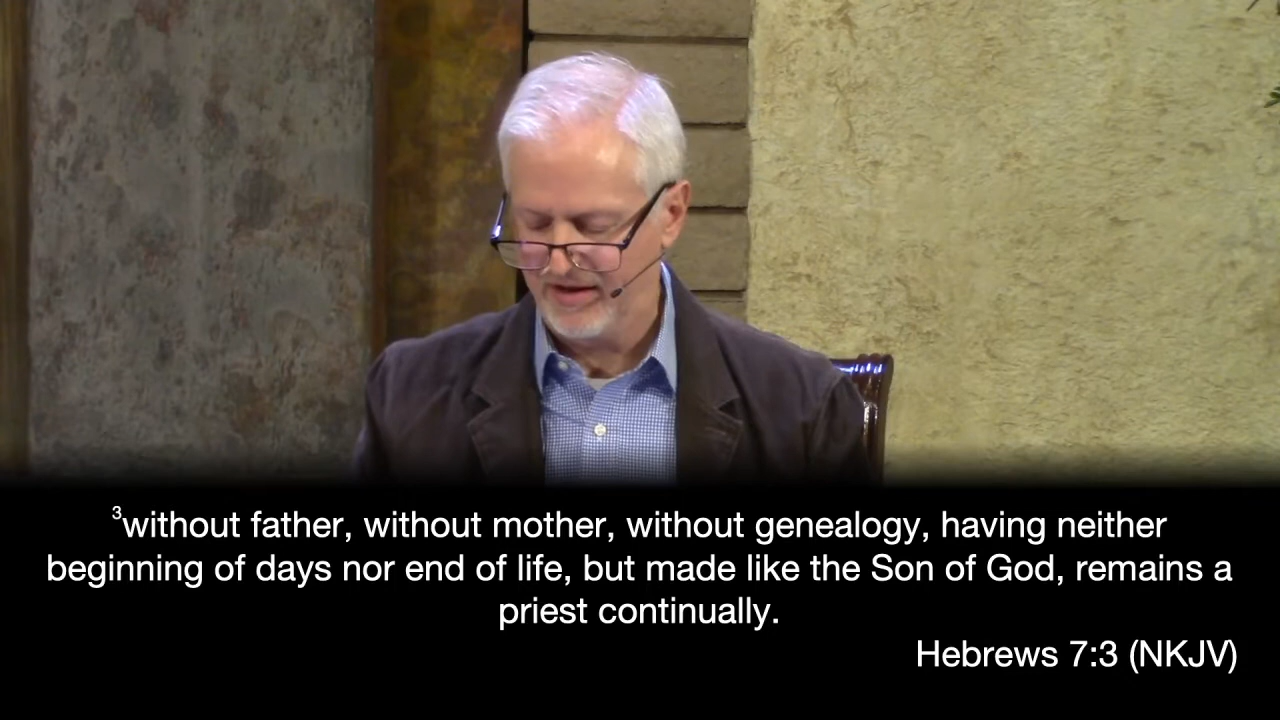 ³without father, without mother, without genealogy, having neither
beginning of days nor end of life, but made like the Son of God, remains a
priest continually.
Hebrews 7:3 (NKJV)